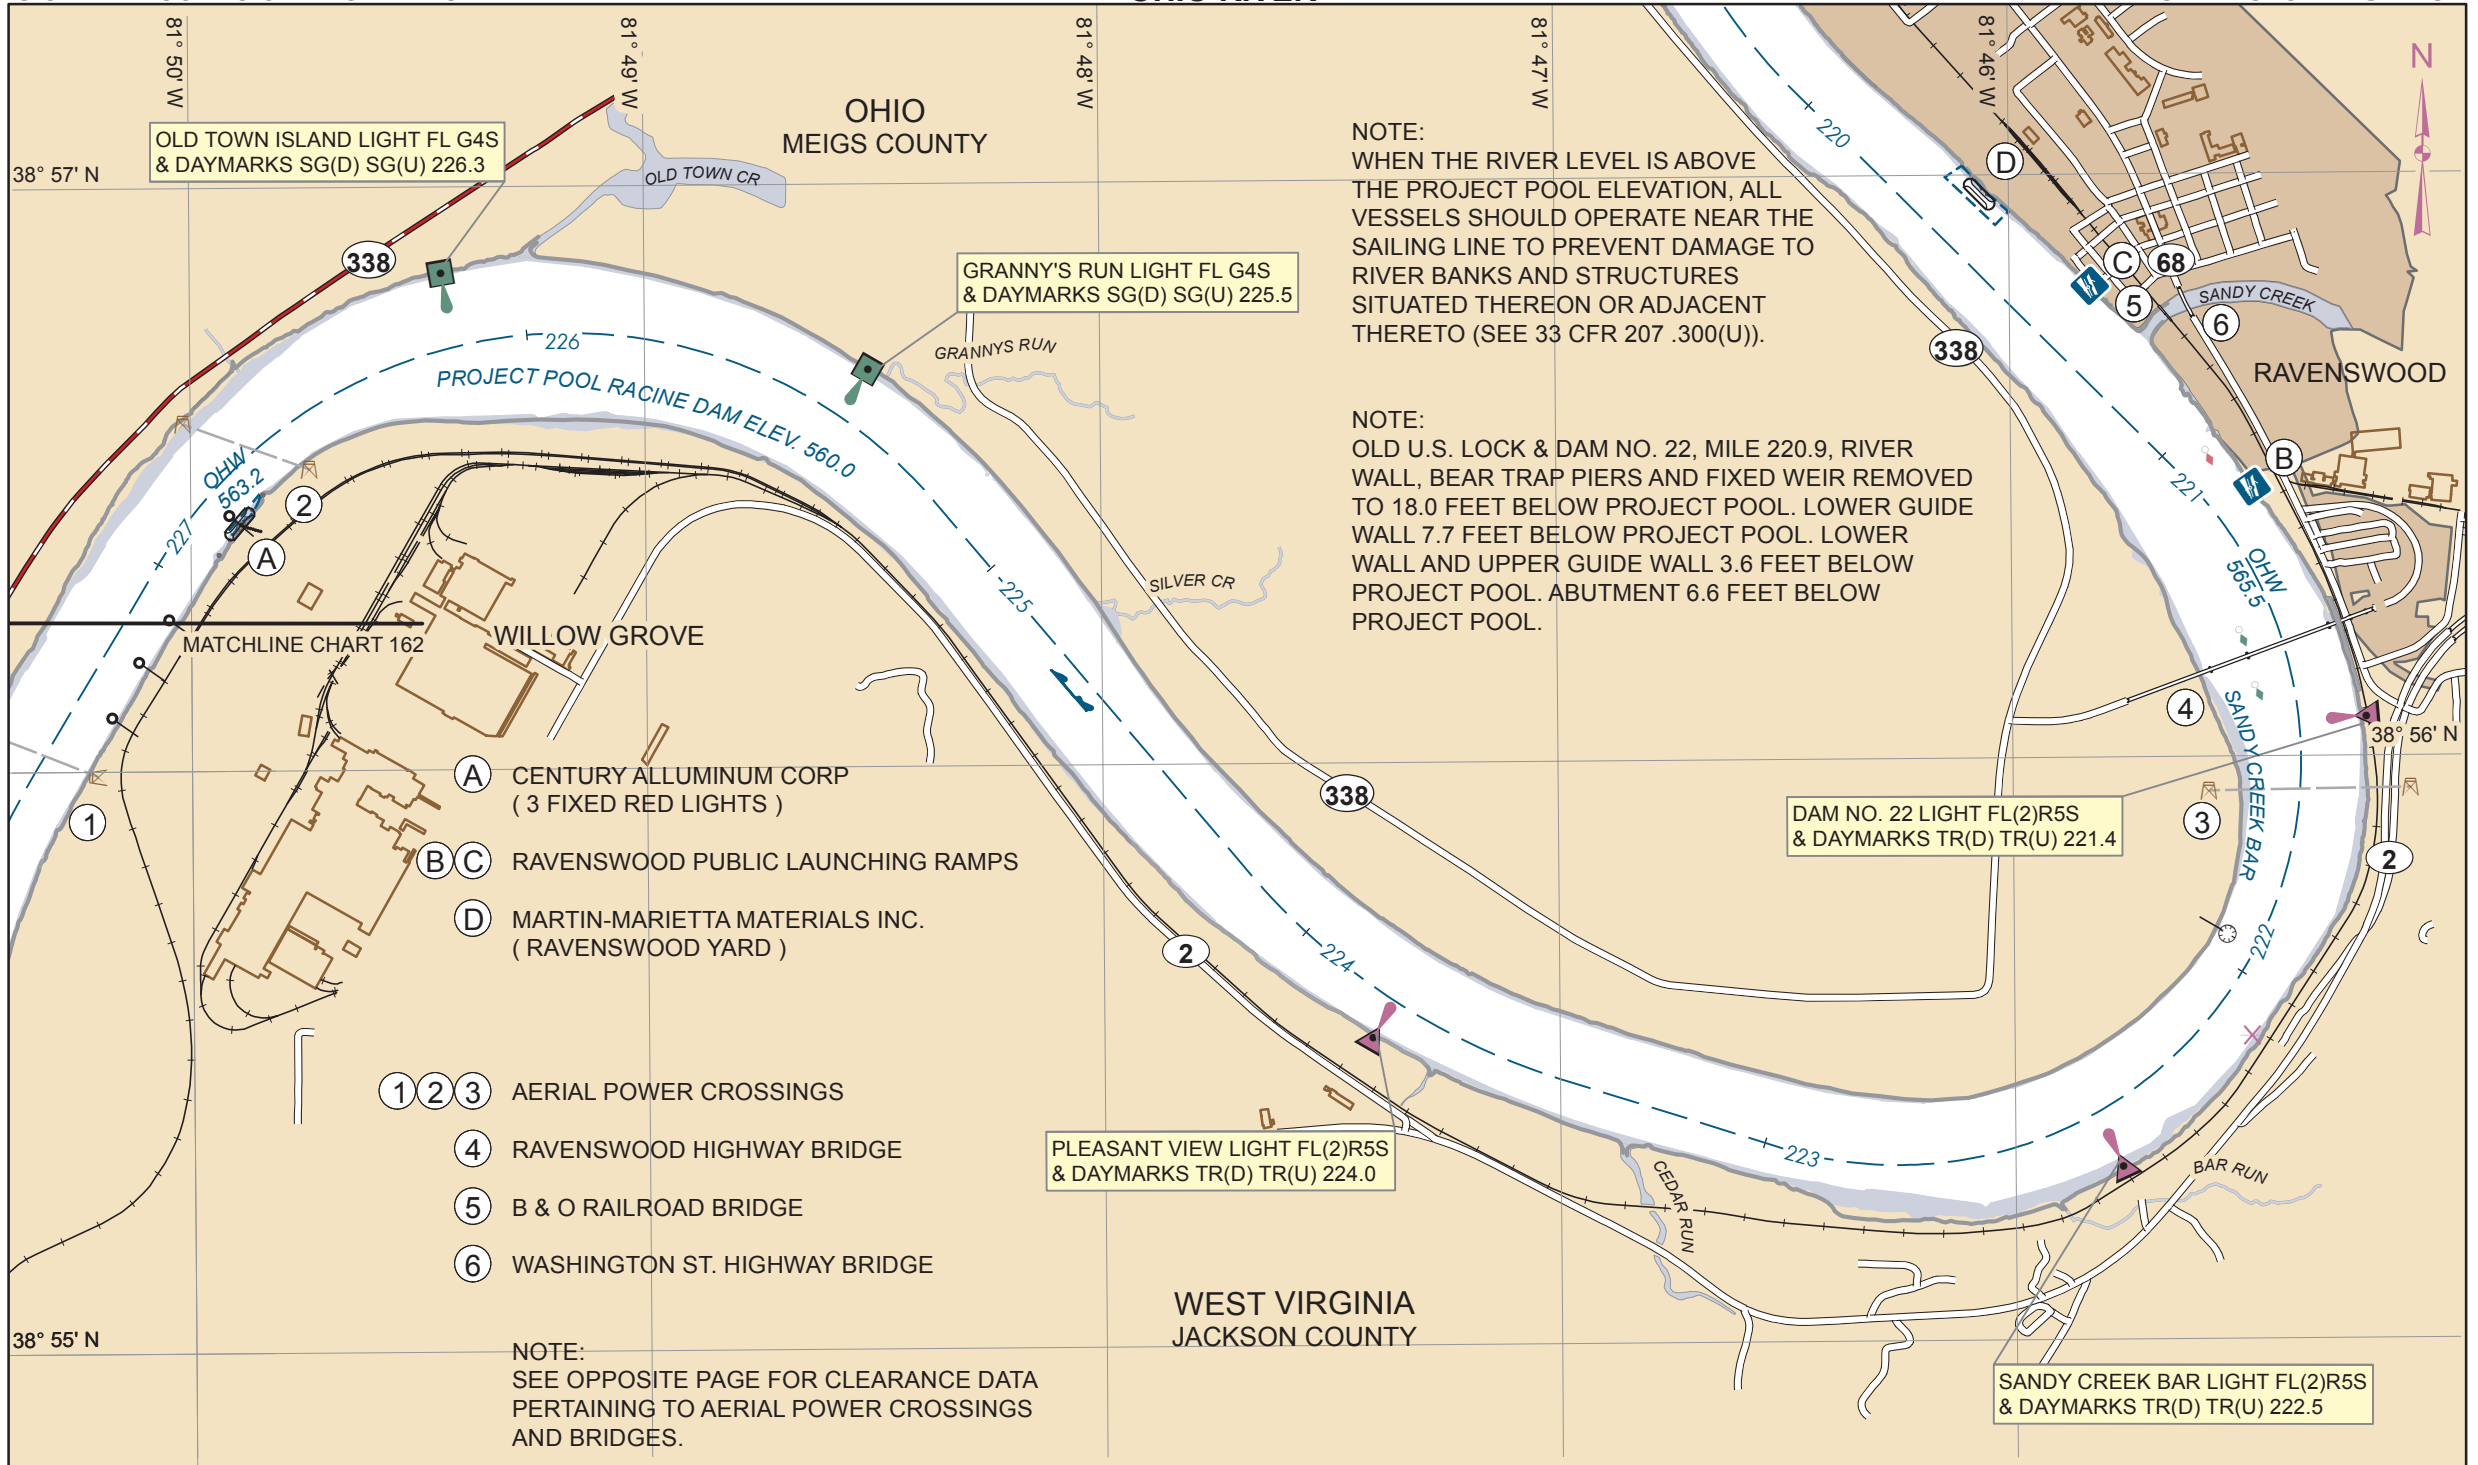 81° 50' W
81° 49' W
81° 48' W
81° 47' W
81° 46' W
N
OHIO
MEIGS COUNTY
OLD TOWN ISLAND LIGHT FL G4S
& DAYMARKS SG(D) SG(U) 226.3
38° 57' N
OLD TOWN CR
338
GRANNY'S RUN LIGHT FL G4S
& DAYMARKS SG(D) SG(U) 225.5
GRANNYS RUN
226
PROJECT POOL RACINE DAM ELEV. 560.0
OHW
563.2
227
2
A
MATCHLINE CHART 162
WILLOW GROVE
1
225
SILVER CR
NOTE:
WHEN THE RIVER LEVEL IS ABOVE
THE PROJECT POOL ELEVATION, ALL
VESSELS SHOULD OPERATE NEAR THE
SAILING LINE TO PREVENT DAMAGE TO
RIVER BANKS AND STRUCTURES
SITUATED THEREON OR ADJACENT
THERETO (SEE 33 CFR 207 .300(U)).
NOTE:
OLD U.S. LOCK & DAM NO. 22, MILE 220.9, RIVER
WALL, BEAR TRAP PIERS AND FIXED WEIR REMOVED
TO 18.0 FEET BELOW PROJECT POOL. LOWER GUIDE
WALL 7.7 FEET BELOW PROJECT POOL. LOWER
WALL AND UPPER GUIDE WALL 3.6 FEET BELOW
PROJECT POOL. ABUTMENT 6.6 FEET BELOW
PROJECT POOL.
220
D
C
68
5
6
SANDY CREEK
338
RAVENSWOOD
B
221
OHW
565.5
4
SANDY CREEK BAR
38° 56' N
DAM NO. 22 LIGHT FL(2)R5S
& DAYMARKS TR(D) TR(U) 221.4
3
2
222
338
2
224
A
CENTURY ALLUMINUM CORP
( 3 FIXED RED LIGHTS )
B C
RAVENSWOOD PUBLIC LAUNCHING RAMPS
D
MARTIN-MARIETTA MATERIALS INC.
( RAVENSWOOD YARD )
1 2 3
AERIAL POWER CROSSINGS
4
RAVENSWOOD HIGHWAY BRIDGE
5
B & O RAILROAD BRIDGE
6
WASHINGTON ST. HIGHWAY BRIDGE
PLEASANT VIEW LIGHT FL(2)R5S
& DAYMARKS TR(D) TR(U) 224.0
223
CEDAR RUN
BAR RUN
WEST VIRGINIA
JACKSON COUNTY
38° 55' N
NOTE:
SEE OPPOSITE PAGE FOR CLEARANCE DATA
PERTAINING TO AERIAL POWER CROSSINGS
AND BRIDGES.
SANDY CREEK BAR LIGHT FL(2)R5S
& DAYMARKS TR(D) TR(U) 222.5